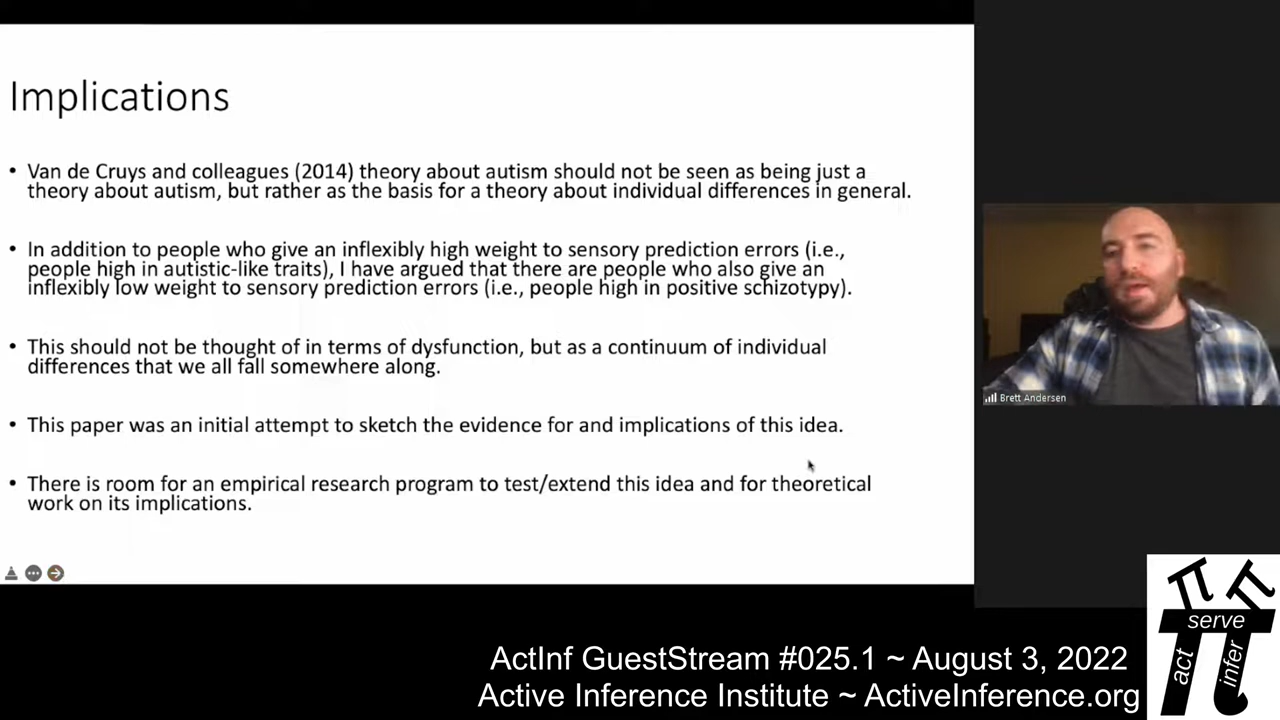 Implications
• Van de Cruys and colleagues (2014) theory about autism should not be seen as being just a
theory about autism, but rather as the basis for a theory about individual differences in general.
• In addition to people who give an inflexibly high weight to sensory prediction errors (i.e.,
people high in autistic-like traits), I have argued that there are people who also give an
inflexibly low weight to sensory prediction errors (i.e., people high in positive schizotypy).
• This should not be thought of in terms of dysfunction, but as a continuum of individual
differences that we all fall somewhere along.
• This paper was an initial attempt to sketch the evidence for and implications of this idea.
• There is room for an empirical research program to test/extend this idea and for theoretical
work on its implications.
Brett Andersen
ππ
serve
act
infer
ActInf GuestStream #025.1 ~ August 3, 2022
Active Inference Institute ~ ActiveInference.org